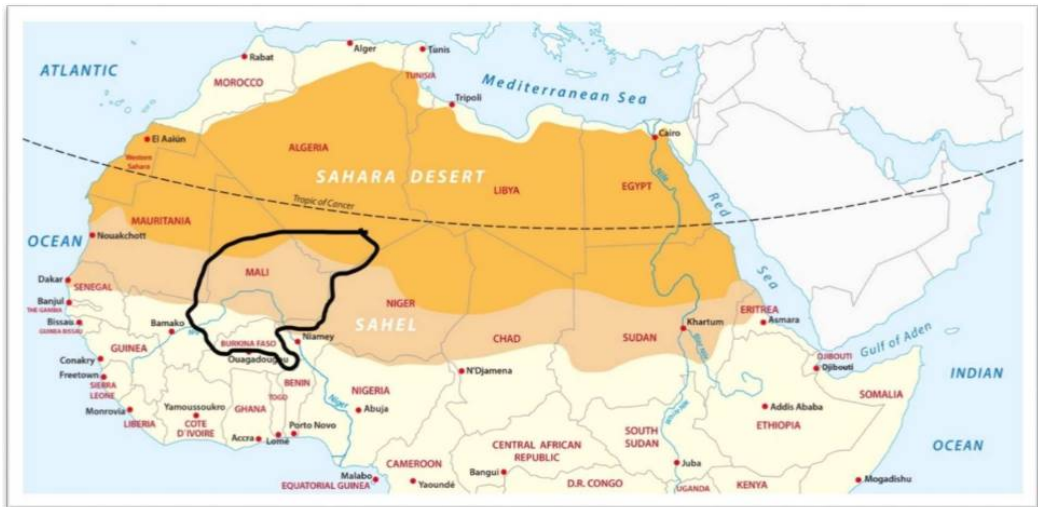 Alger
Tunis
Rabat
ATLANTIC
MOROCCO
TUNISIA
Mediterranean Sea
Tripoli
El Aaiún
Cairo
Western
Sahara
ALGERIA
SAHARA DESERT
LIBYA
EGYPT
Nile
Red
Tropic of Cancer
MAURITANIA
Nouakchott
OCEAN
Sea
MALI
Dakar
SENEGAL
NIGER
ERITREA
Banjul
THE GAMBIA
SAHEL
Khartum
Asmara
Bissau
GUINEA BISSAU
Bamako
Niamey
CHAD
SUDAN
Gulf of Aden
GUINEA
BURKINA FASO
DJIBOUTI
Djibouti
Conakry
Ouagadougou
N'Djamena
INDIAN
Freetown
SIERRA
LEONE
BENIN
NIGERIA
SOMALIA
TOGO
Niger
Yamoussoukro
GHANA
Abuja
Addis Ababa
Monrovia
LIBERIA
CÔTE
D'IVOIRE
Porto Novo
ETHIOPIA
White Nile
SOUTH
SUDAN
Accra
Lomé
CENTRAL AFRICAN
REPUBLIC
OCEAN
CAMEROON
Bangui
Juba
Malabo
EQUATORIAL GUINEA
Yaoundé
D.R. CONGO
UGANDA
KENYA
Mogadishu